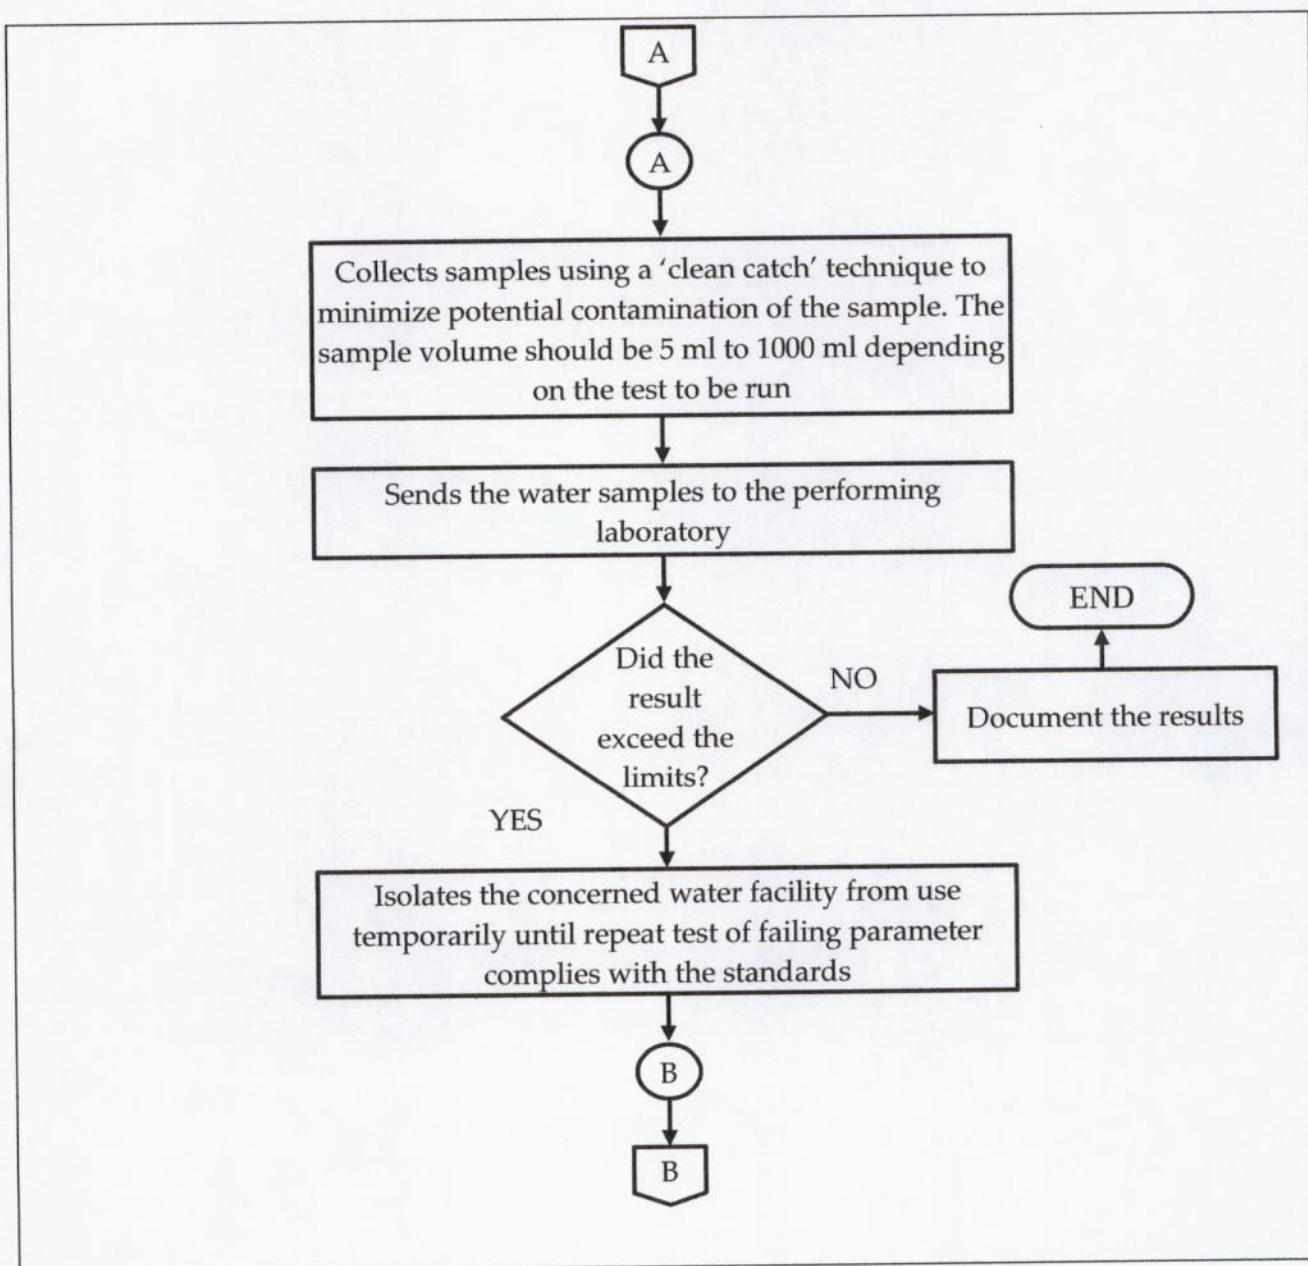 A
A
Collects samples using a ‘clean catch’ technique to
minimize potential contamination of the sample. The
sample volume should be 5 ml to 1000 ml depending
on the test to be run
Sends the water samples to the performing
laboratory
Did the
result
exceed the
limits?
NO
Document the results
END
YES
Isolates the concerned water facility from use
temporarily until repeat test of failing parameter
complies with the standards
B
B